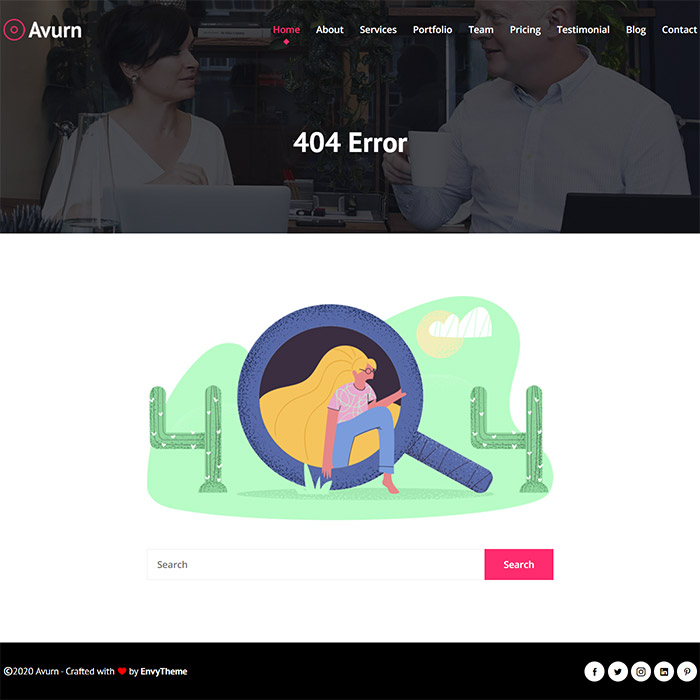 Avurn
Home About Services Portfolio Team Pricing Testimonial Blog Contact
404 Error
Search
Search
©2020 Avurn - Crafted with ❤ by EnvyTheme